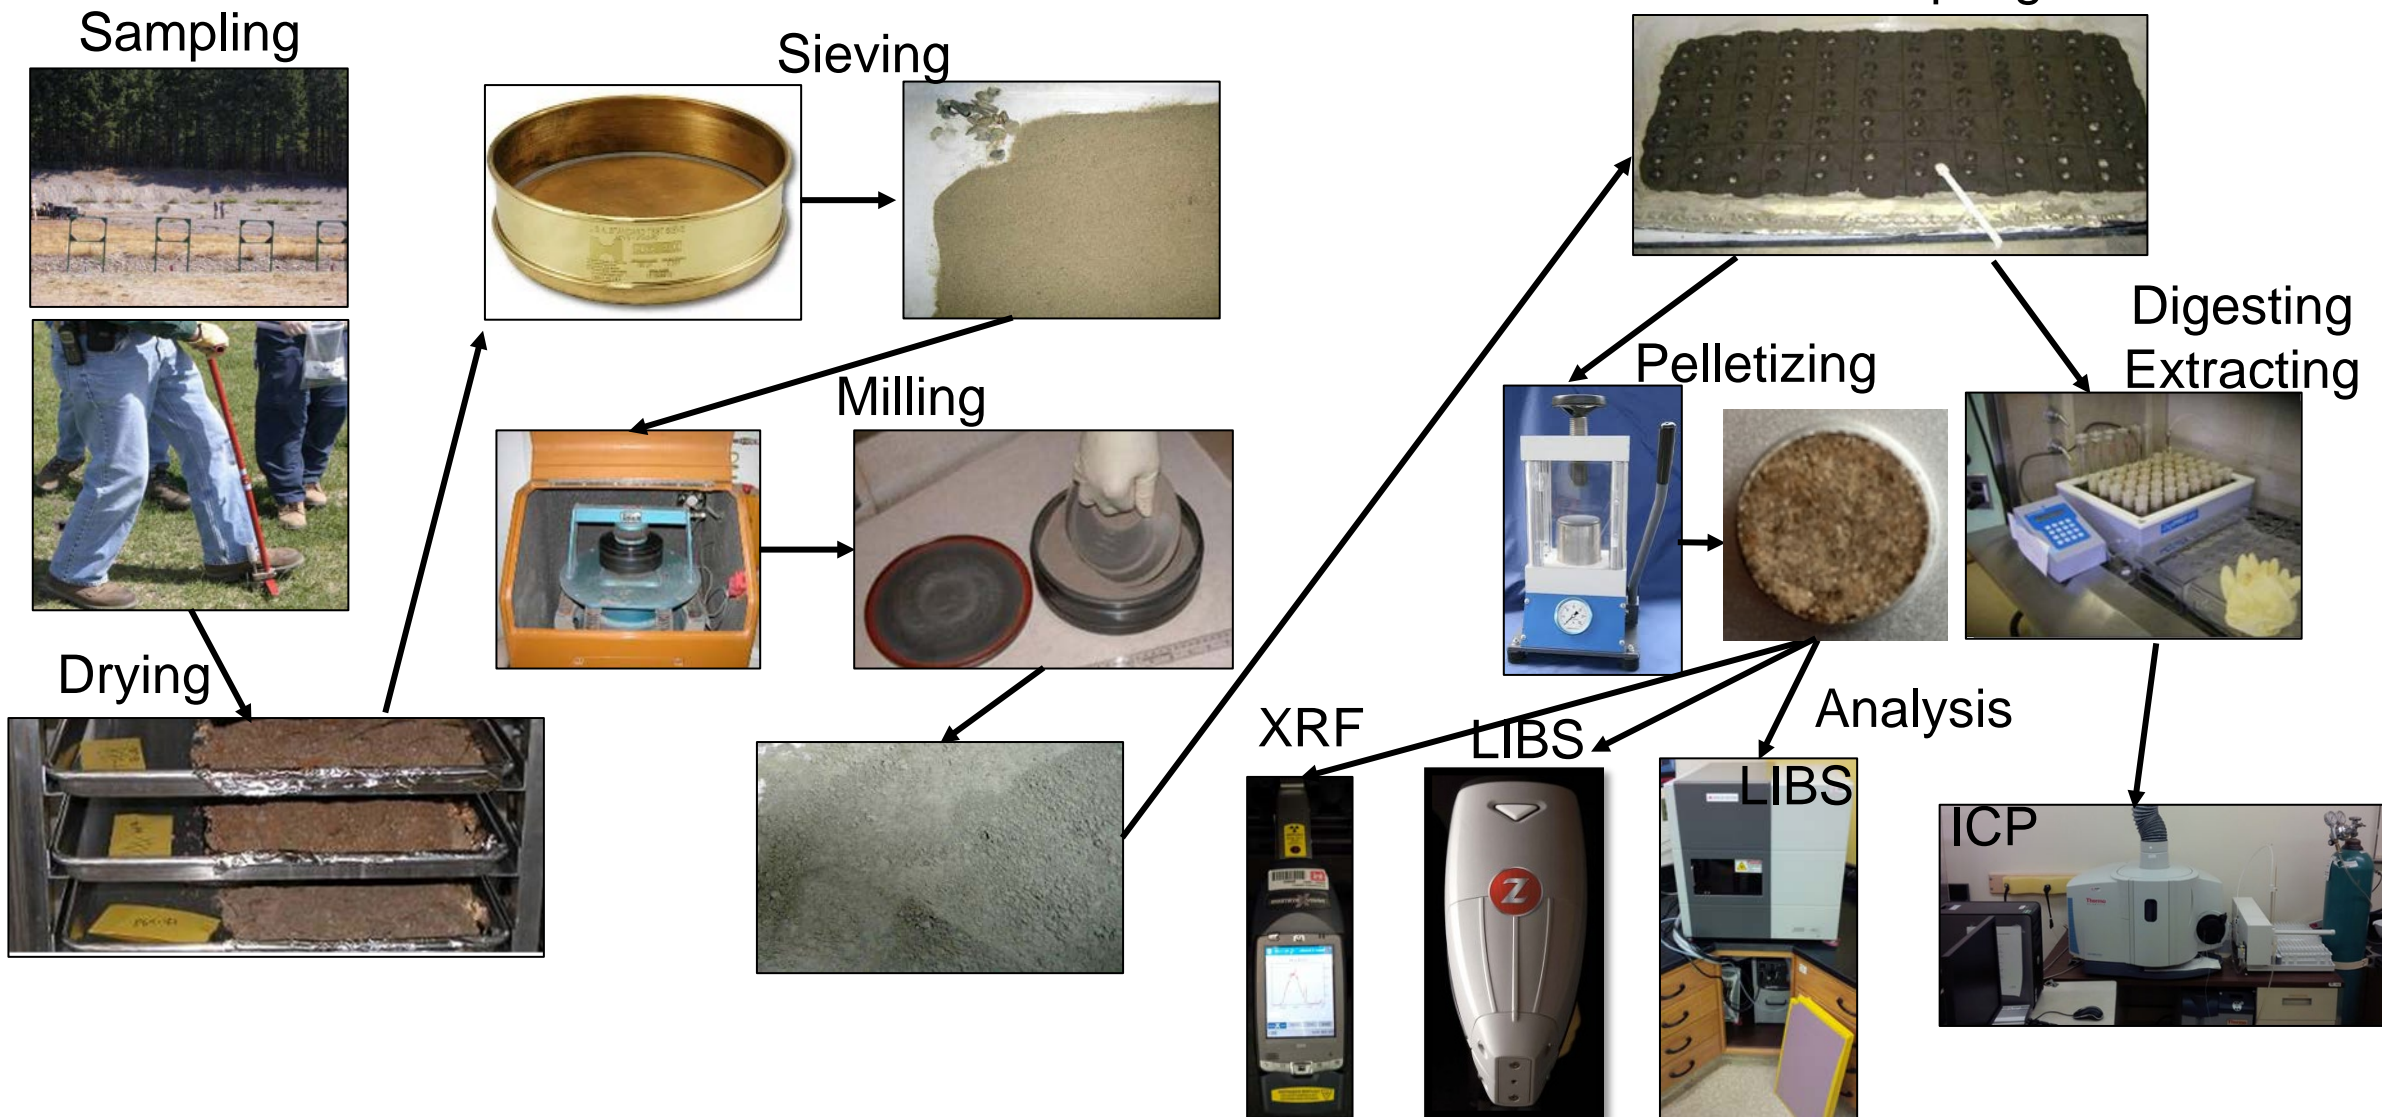 Sampling
Sieving
Drying
Milling
Pelletizing
Digesting
Extracting
Analysis
XRF
LIBS
LIBS
ICP
Z